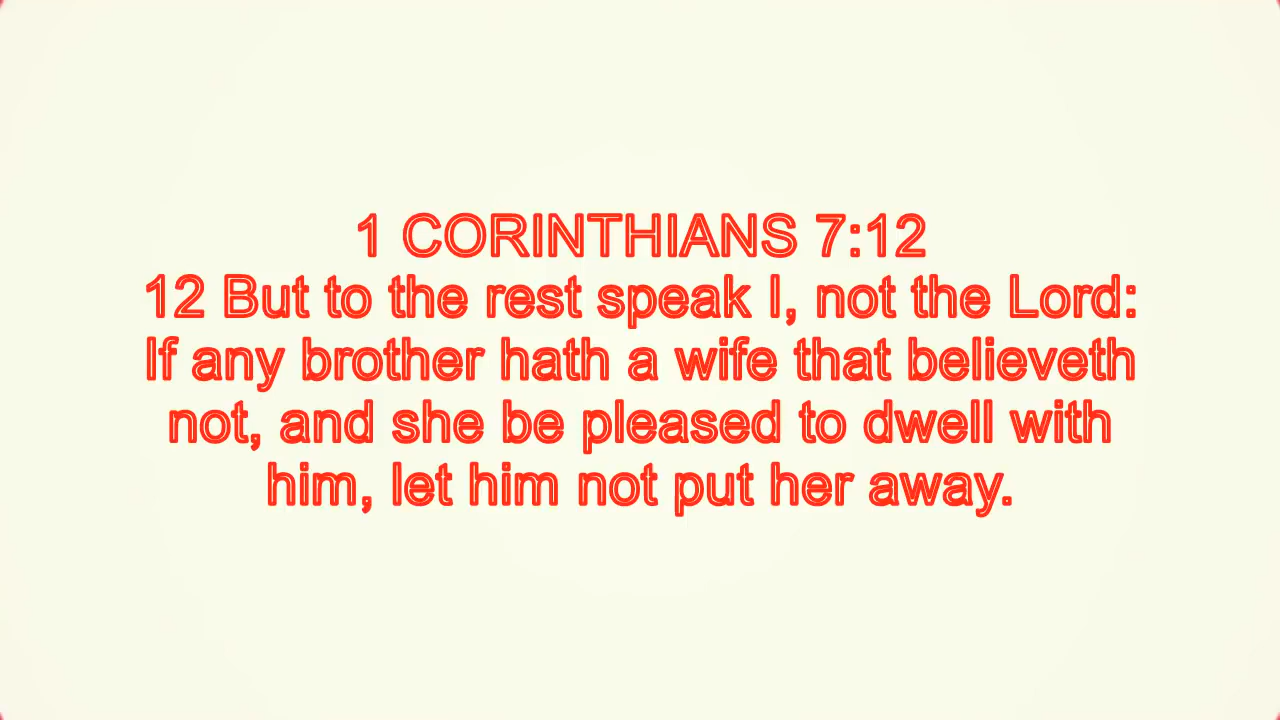 1 CORINTHIANS 7:12
12 But to the rest speak I, not the Lord:
If any brother hath a wife that believeth
not, and she be pleased to dwell with
him, let him not put her away.